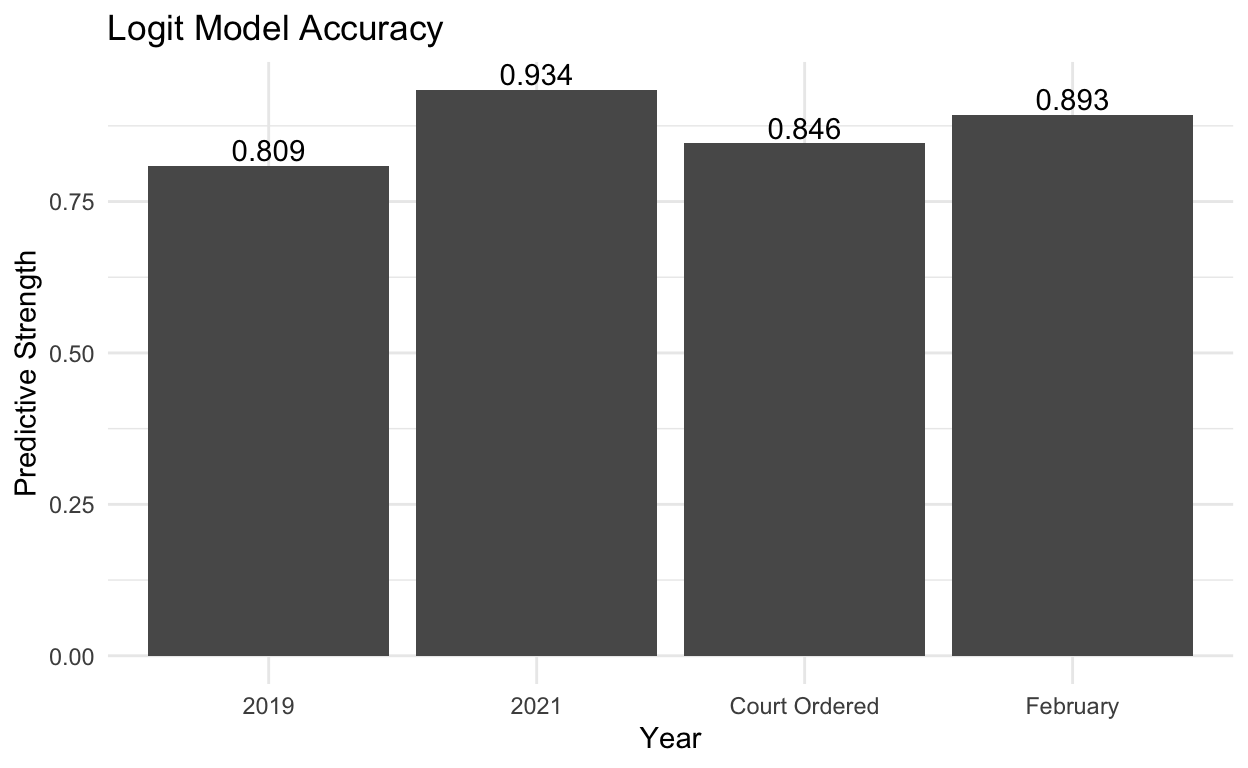 Logit Model Accuracy
0.934
0.893
0.846
0.809
0.75
0.50
0.25
0.00
Predictive Strength
2019
2021
Court Ordered
February
Year